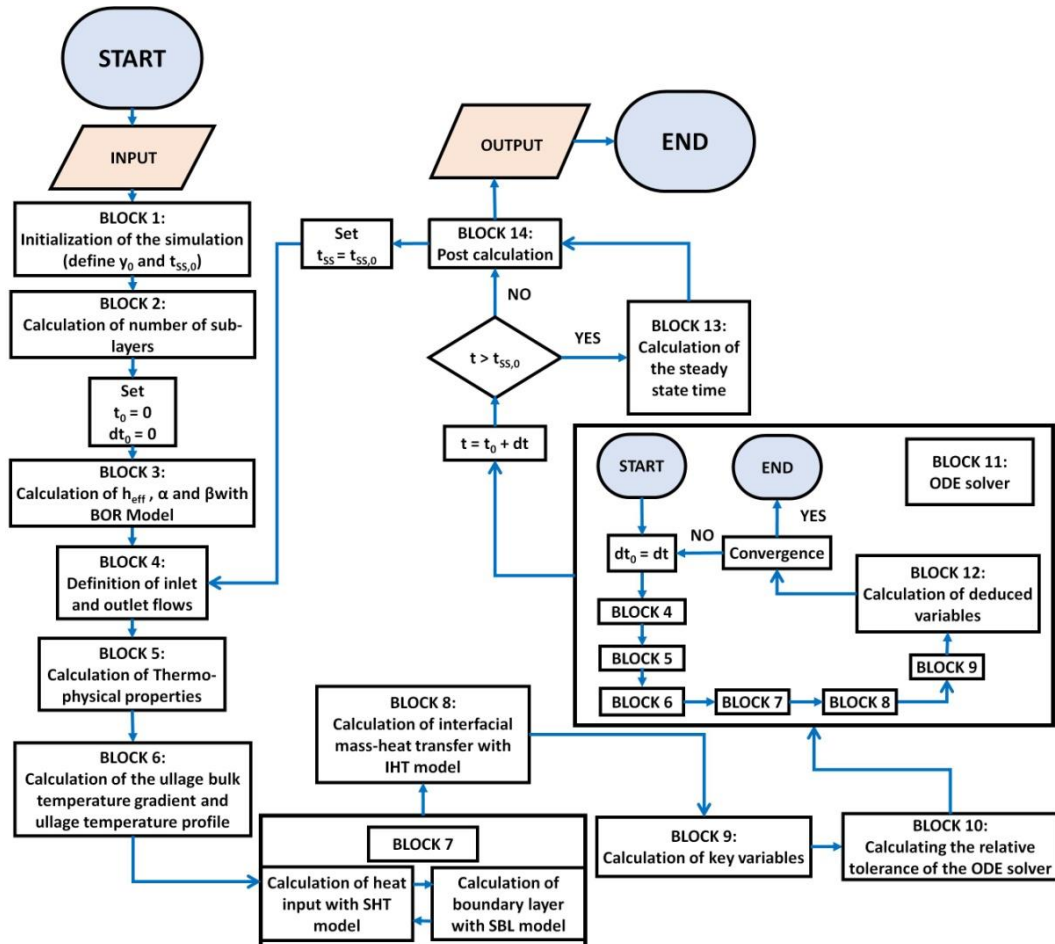 START
INPUT
BLOCK 1:
Initialization of the simulation
(define y₀ and tSS,0)
BLOCK 2:
Calculation of number of sub-
layers
Set
t₀ = 0
dt₀ = 0
BLOCK 3:
Calculation of heff , α and βwith
BOR Model
BLOCK 4:
Definition of inlet
and outlet flows
BLOCK 5:
Calculation of Thermo-
physical properties
BLOCK 6:
Calculation of the ullage bulk
temperature gradient and
ullage temperature profile
BLOCK 7
Calculation of heat
input with SHT
model
Calculation of
boundary layer
with SBL model
BLOCK 8:
Calculation of interfacial
mass-heat transfer with
IHT model
BLOCK 9:
Calculation of key variables
BLOCK 10:
Calculating the relative
tolerance of the ODE solver
BLOCK 11:
ODE solver
START
dt₀ = dt
BLOCK 4
BLOCK 5
BLOCK 6
BLOCK 7
BLOCK 8
BLOCK 9
BLOCK 12:
Calculation of deduced
variables
Convergence
NO
YES
END
t = t₀ + dt
t > tSS,0
YES
NO
BLOCK 13:
Calculation of
the steady
state time
BLOCK 14:
Post calculation
Set
tSS = tSS,0
OUTPUT
END